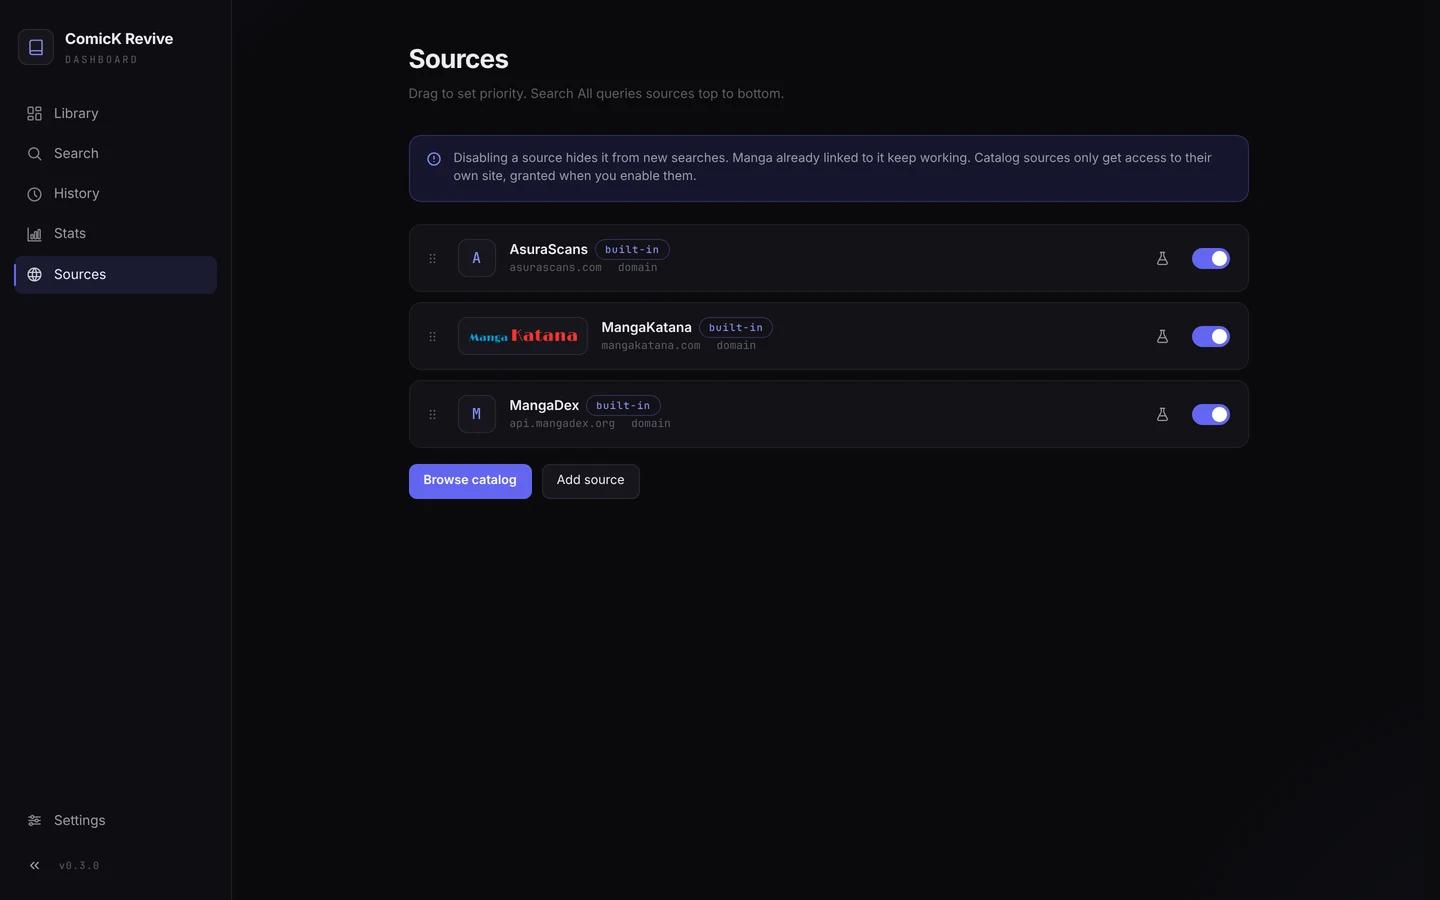 ComicK Revive
DASHBOARD
Library
Search
History
Stats
Sources
Settings
v0.3.0
Sources
Drag to set priority. Search All queries sources top to bottom.
Disabling a source hides it from new searches. Manga already linked to it keep working. Catalog sources only get access to their
own site, granted when you enable them.
A
AsuraScans built-in
asurascans.com domain
Manga Katana
MangaKatana built-in
mangakatana.com domain
M
MangaDex built-in
api.mangadex.org domain
Browse catalog
Add source